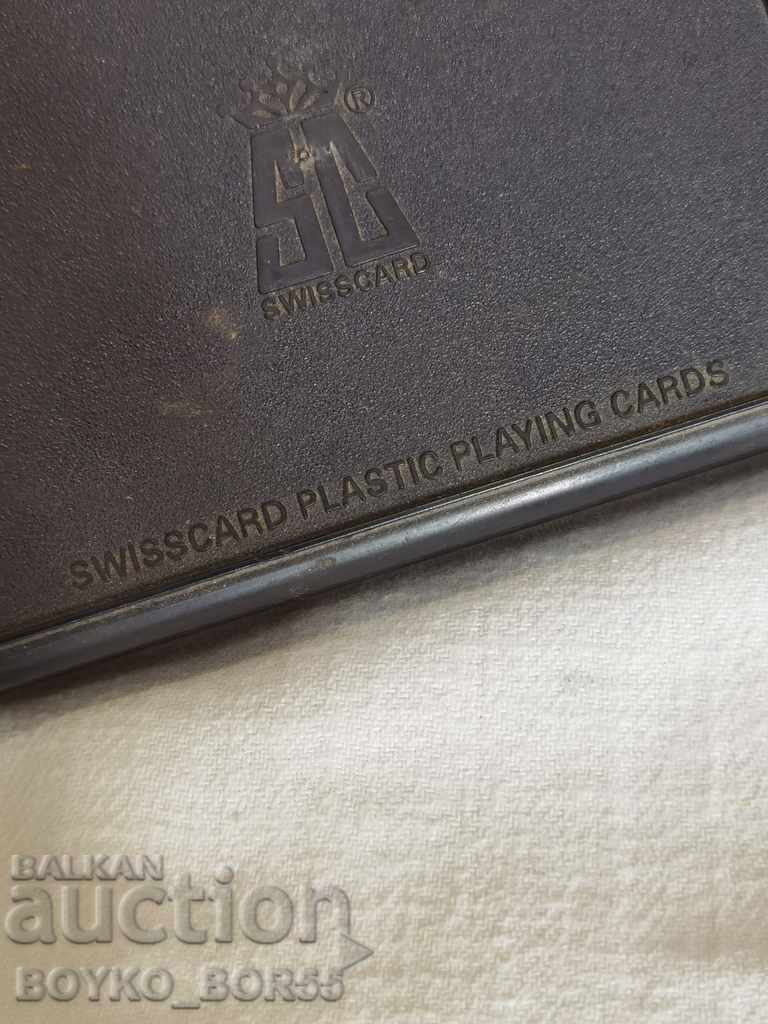 SC®
SWISSCARD
SWISSCARD PLASTIC PLAYING CARDS
BALKAN
auction
BOYKO_BOR55